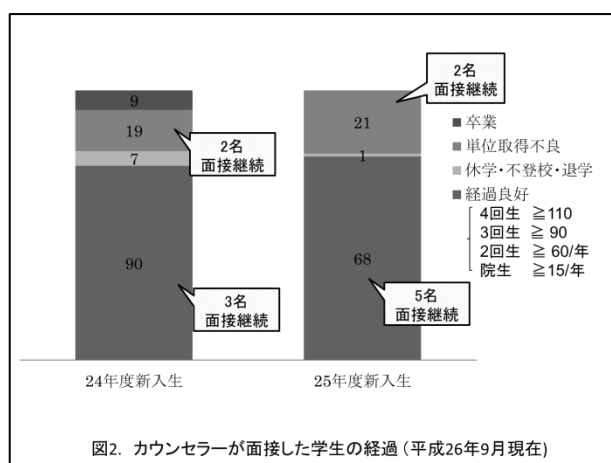 9
19
7
90
2名
面接継続
3名
面接継続
24年度新入生
21
1
68
2名
面接継続
5名
面接継続
25年度新入生
■卒業
■単位取得不良
■休学・不登校・退学
■経過良好
4回生 ≧110
3回生 ≧ 90
2回生 ≧ 60/年
院生 ≧15/年
図2. カウンセラーが面接した学生の経過（平成26年9月現在)